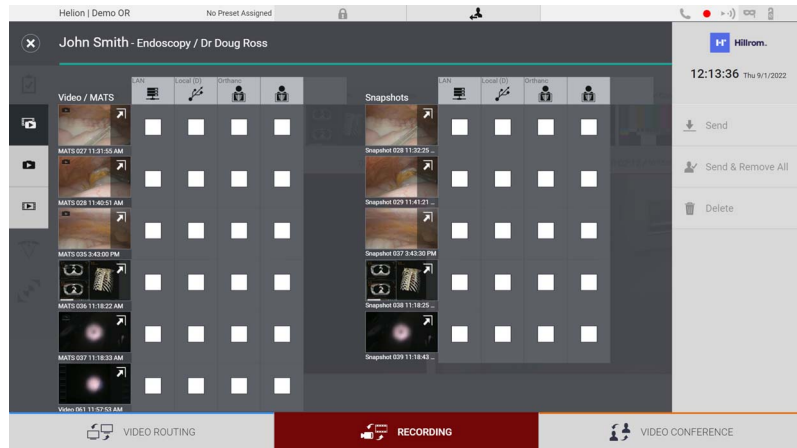 Helion | Demo OR
No Preset Assigned
John Smith - Endoscopy / Dr Doug Ross
Hillrom.
12:13:36 Thu 9/1/2022
Video / MATS
LAN
Local (D)
Orthanc
Snapshots
LAN
Local (D)
Orthanc
MATS 027 11:31:55 AM
Snapshot 028 11:32:25 ...
MATS 028 11:40:51 AM
Snapshot 029 11:41:21 ...
MATS 035 3:43:00 PM
Snapshot 037 3:43:30 PM
MATS 036 11:18:22 AM
Snapshot 038 11:18:25 ...
MATS 037 11:18:33 AM
Snapshot 039 11:18:43 ...
Video 061 11:57:53 AM
Send
Send & Remove All
Delete
VIDEO ROUTING
RECORDING
VIDEO CONFERENCE